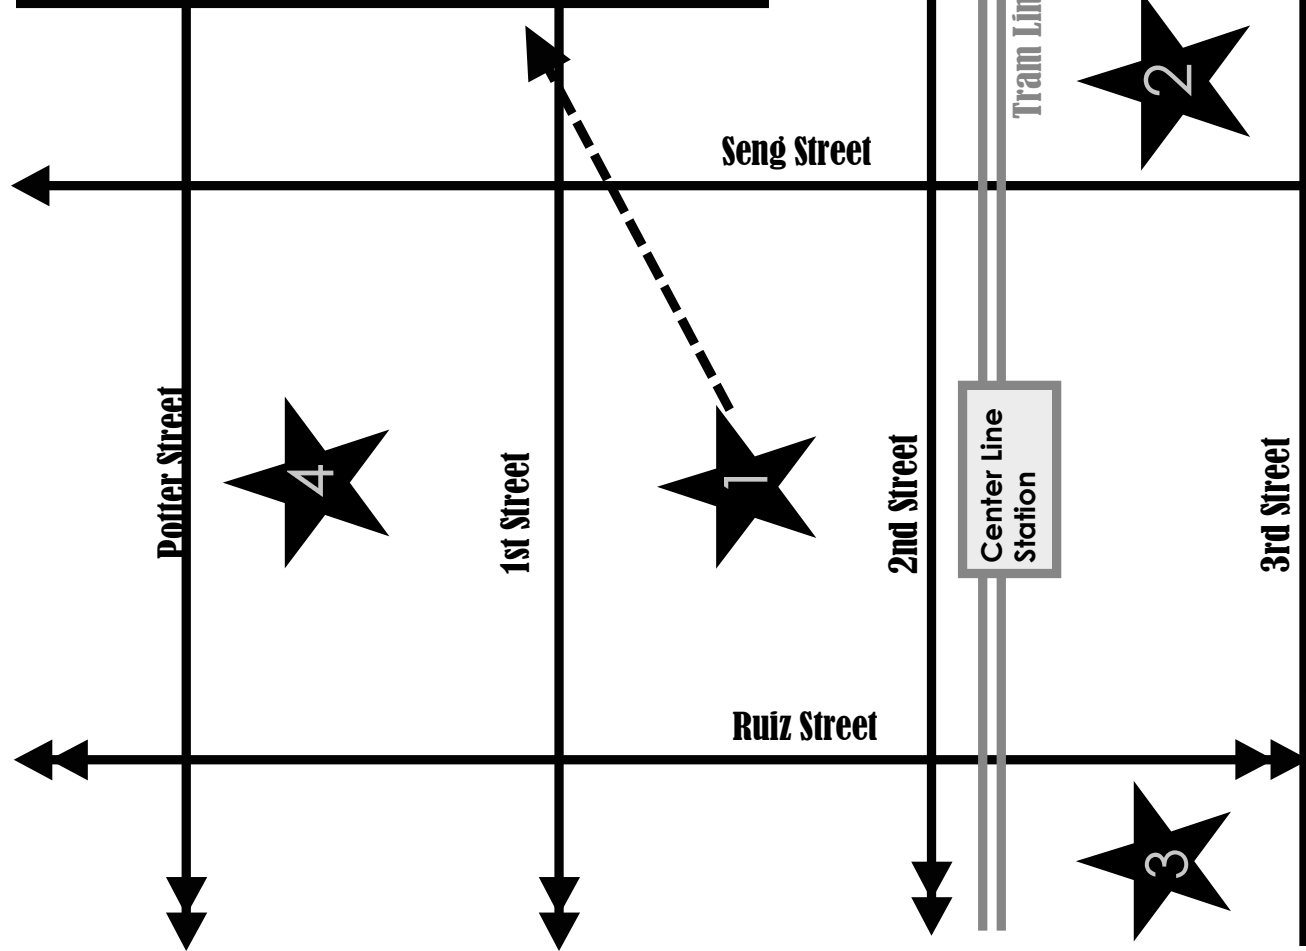 Tram Lin
2
Seng Street
Potter Street
4
1st Street
1
2nd Street
Center Line
Station
3rd Street
Ruiz Street
3